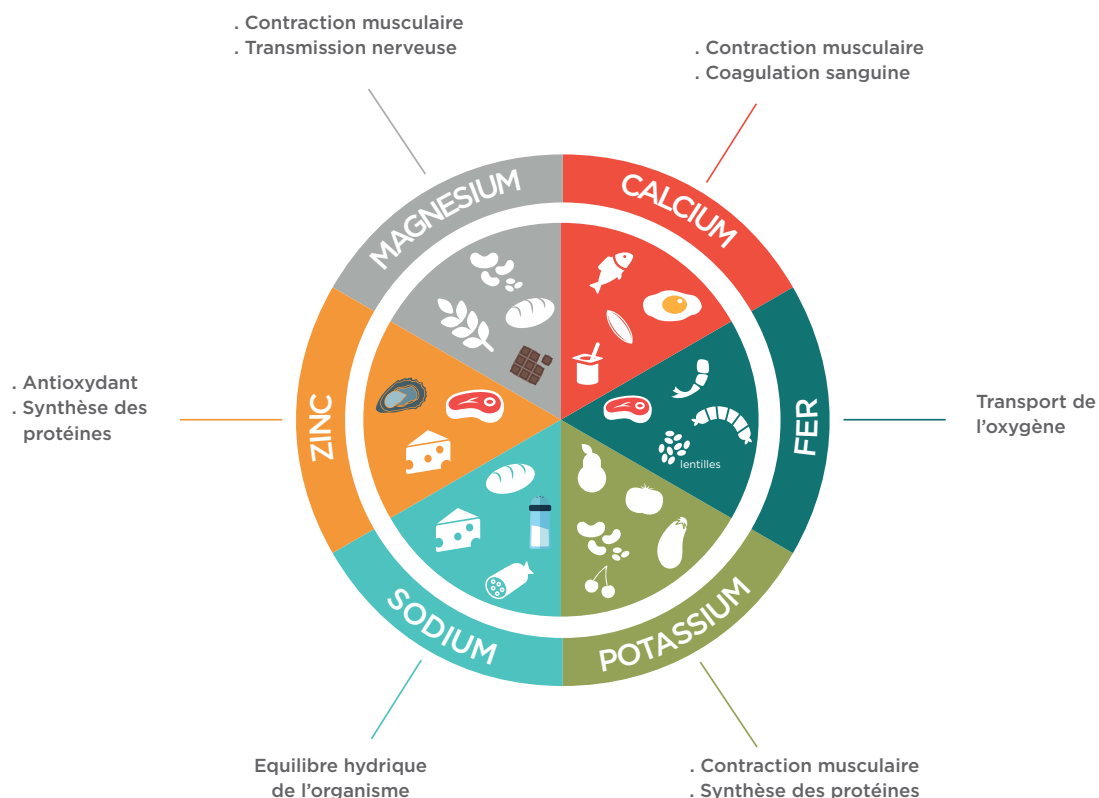 . Contraction musculaire
. Transmission nerveuse
. Contraction musculaire
. Coagulation sanguine
MAGNESIUM
CALCIUM
. Antioxydant
. Synthèse des
protéines
ZINC
FER
Transport de
l'oxygène
lentilles
SODIUM
POTASSIUM
Equilibre hydrique
de l'organisme
. Contraction musculaire
. Synthèse des protéines